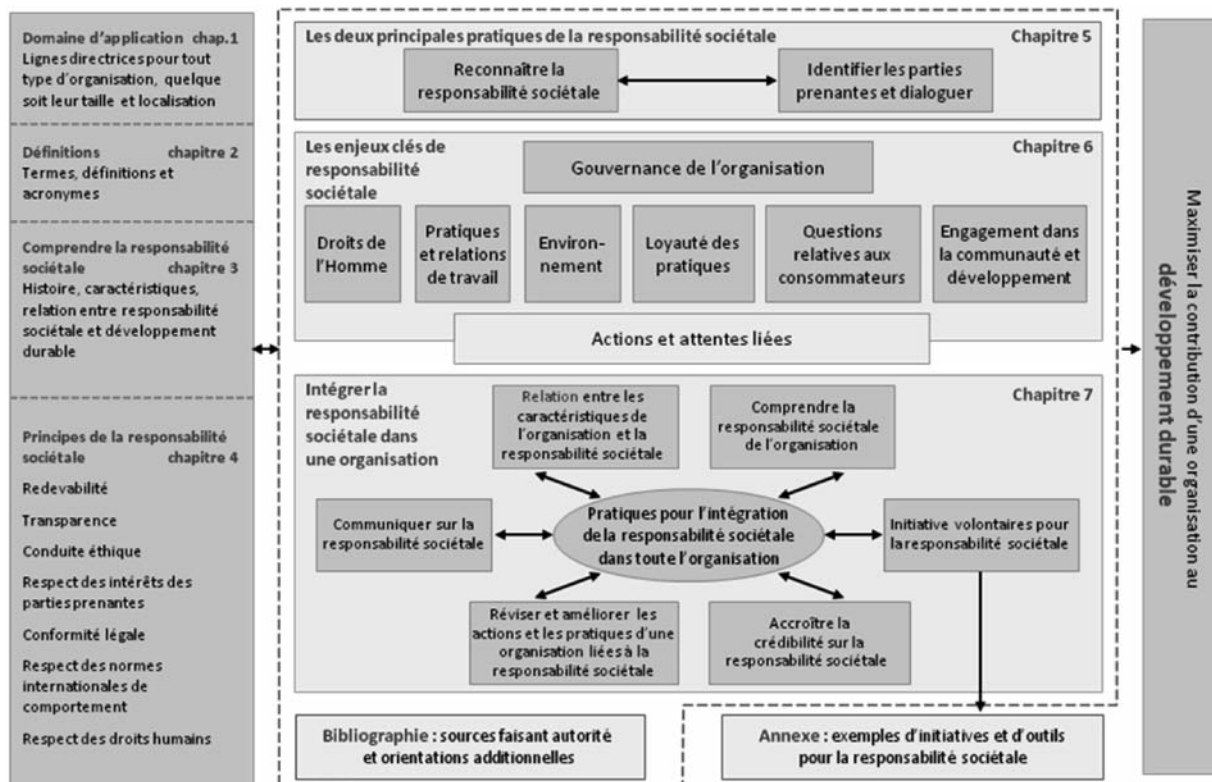 Domaine d'application chap.1
Lignes directrices pour tout
type d'organisation, quelque
soit leur taille et localisation
Définitions chapitre 2
Termes, définitions et
acronymes
Comprendre la responsabilité
sociétale chapitre 3
Histoire, caractéristiques,
relation entre responsabilité
sociétale et développement
durable
Principes de la responsabilité
sociétale chapitre 4
Redevabilité
Transparence
Conduite éthique
Respect des intérêts des
parties prenantes
Conformité légale
Respect des normes
internationales de
comportement
Respect des droits humains
Les deux principales pratiques de la responsabilité sociétale Chapitre 5
Reconnaître la
responsabilité sociétale
Identifier les parties
prenantes et dialoguer
Les enjeux clés de
responsabilité
sociétale
Chapitre 6
Gouvernance de l'organisation
Droits de
l'Homme
Pratiques
et relations
de travail
Environ-
nement
Loyauté des
pratiques
Questions
relatives aux
consommateurs
Engagement dans
la communauté et
développement
Actions et attentes liées
Intégrer la
responsabilité
sociétale dans
une organisation
Chapitre 7
Relation entre les
caractéristiques de
l'organisation et la
responsabilité sociétale
Comprendre la
responsabilité sociétale
de l'organisation
Communiquer sur la
responsabilité sociétale
Pratiques pour l'intégration
de la responsabilité sociétale
dans toute l'organisation
Initiative volontaires pour
la responsabilité sociétale
Réviser et améliorer les
actions et les pratiques d'une
organisation liées à la
responsabilité sociétale
Accroître la
crédibilité sur la
responsabilité sociétale
Bibliographie : sources faisant autorité
et orientations additionnelles
Annexe : exemples d'initiatives et d'outils
pour la responsabilité sociétale
Maximiser la contribution d'une organisation au
développement durable